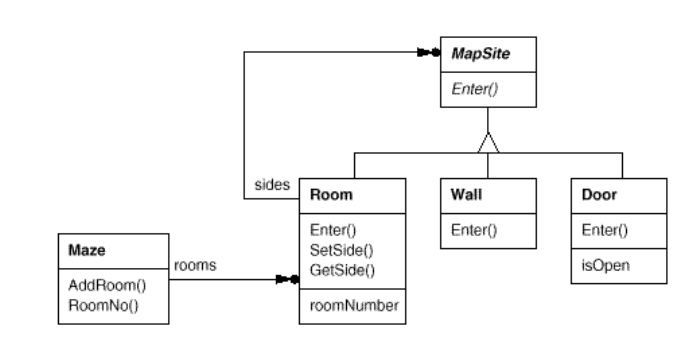 MapSite
Enter()
sides
Room
Enter()
SetSide()
GetSide()
roomNumber
Wall
Enter()
Door
Enter()
isOpen
Maze
AddRoom()
RoomNo()
rooms